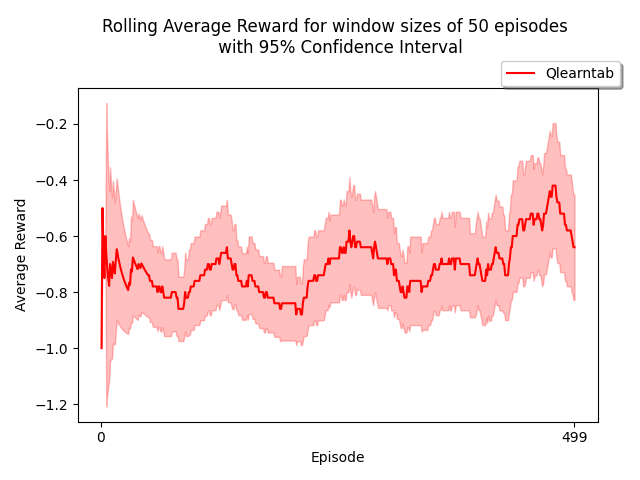 Rolling Average Reward for window sizes of 50 episodes
with 95% Confidence Interval
Qlearntab
−0.2
−0.4
−0.6
−0.8
−1.0
−1.2
Average Reward
0
499
Episode